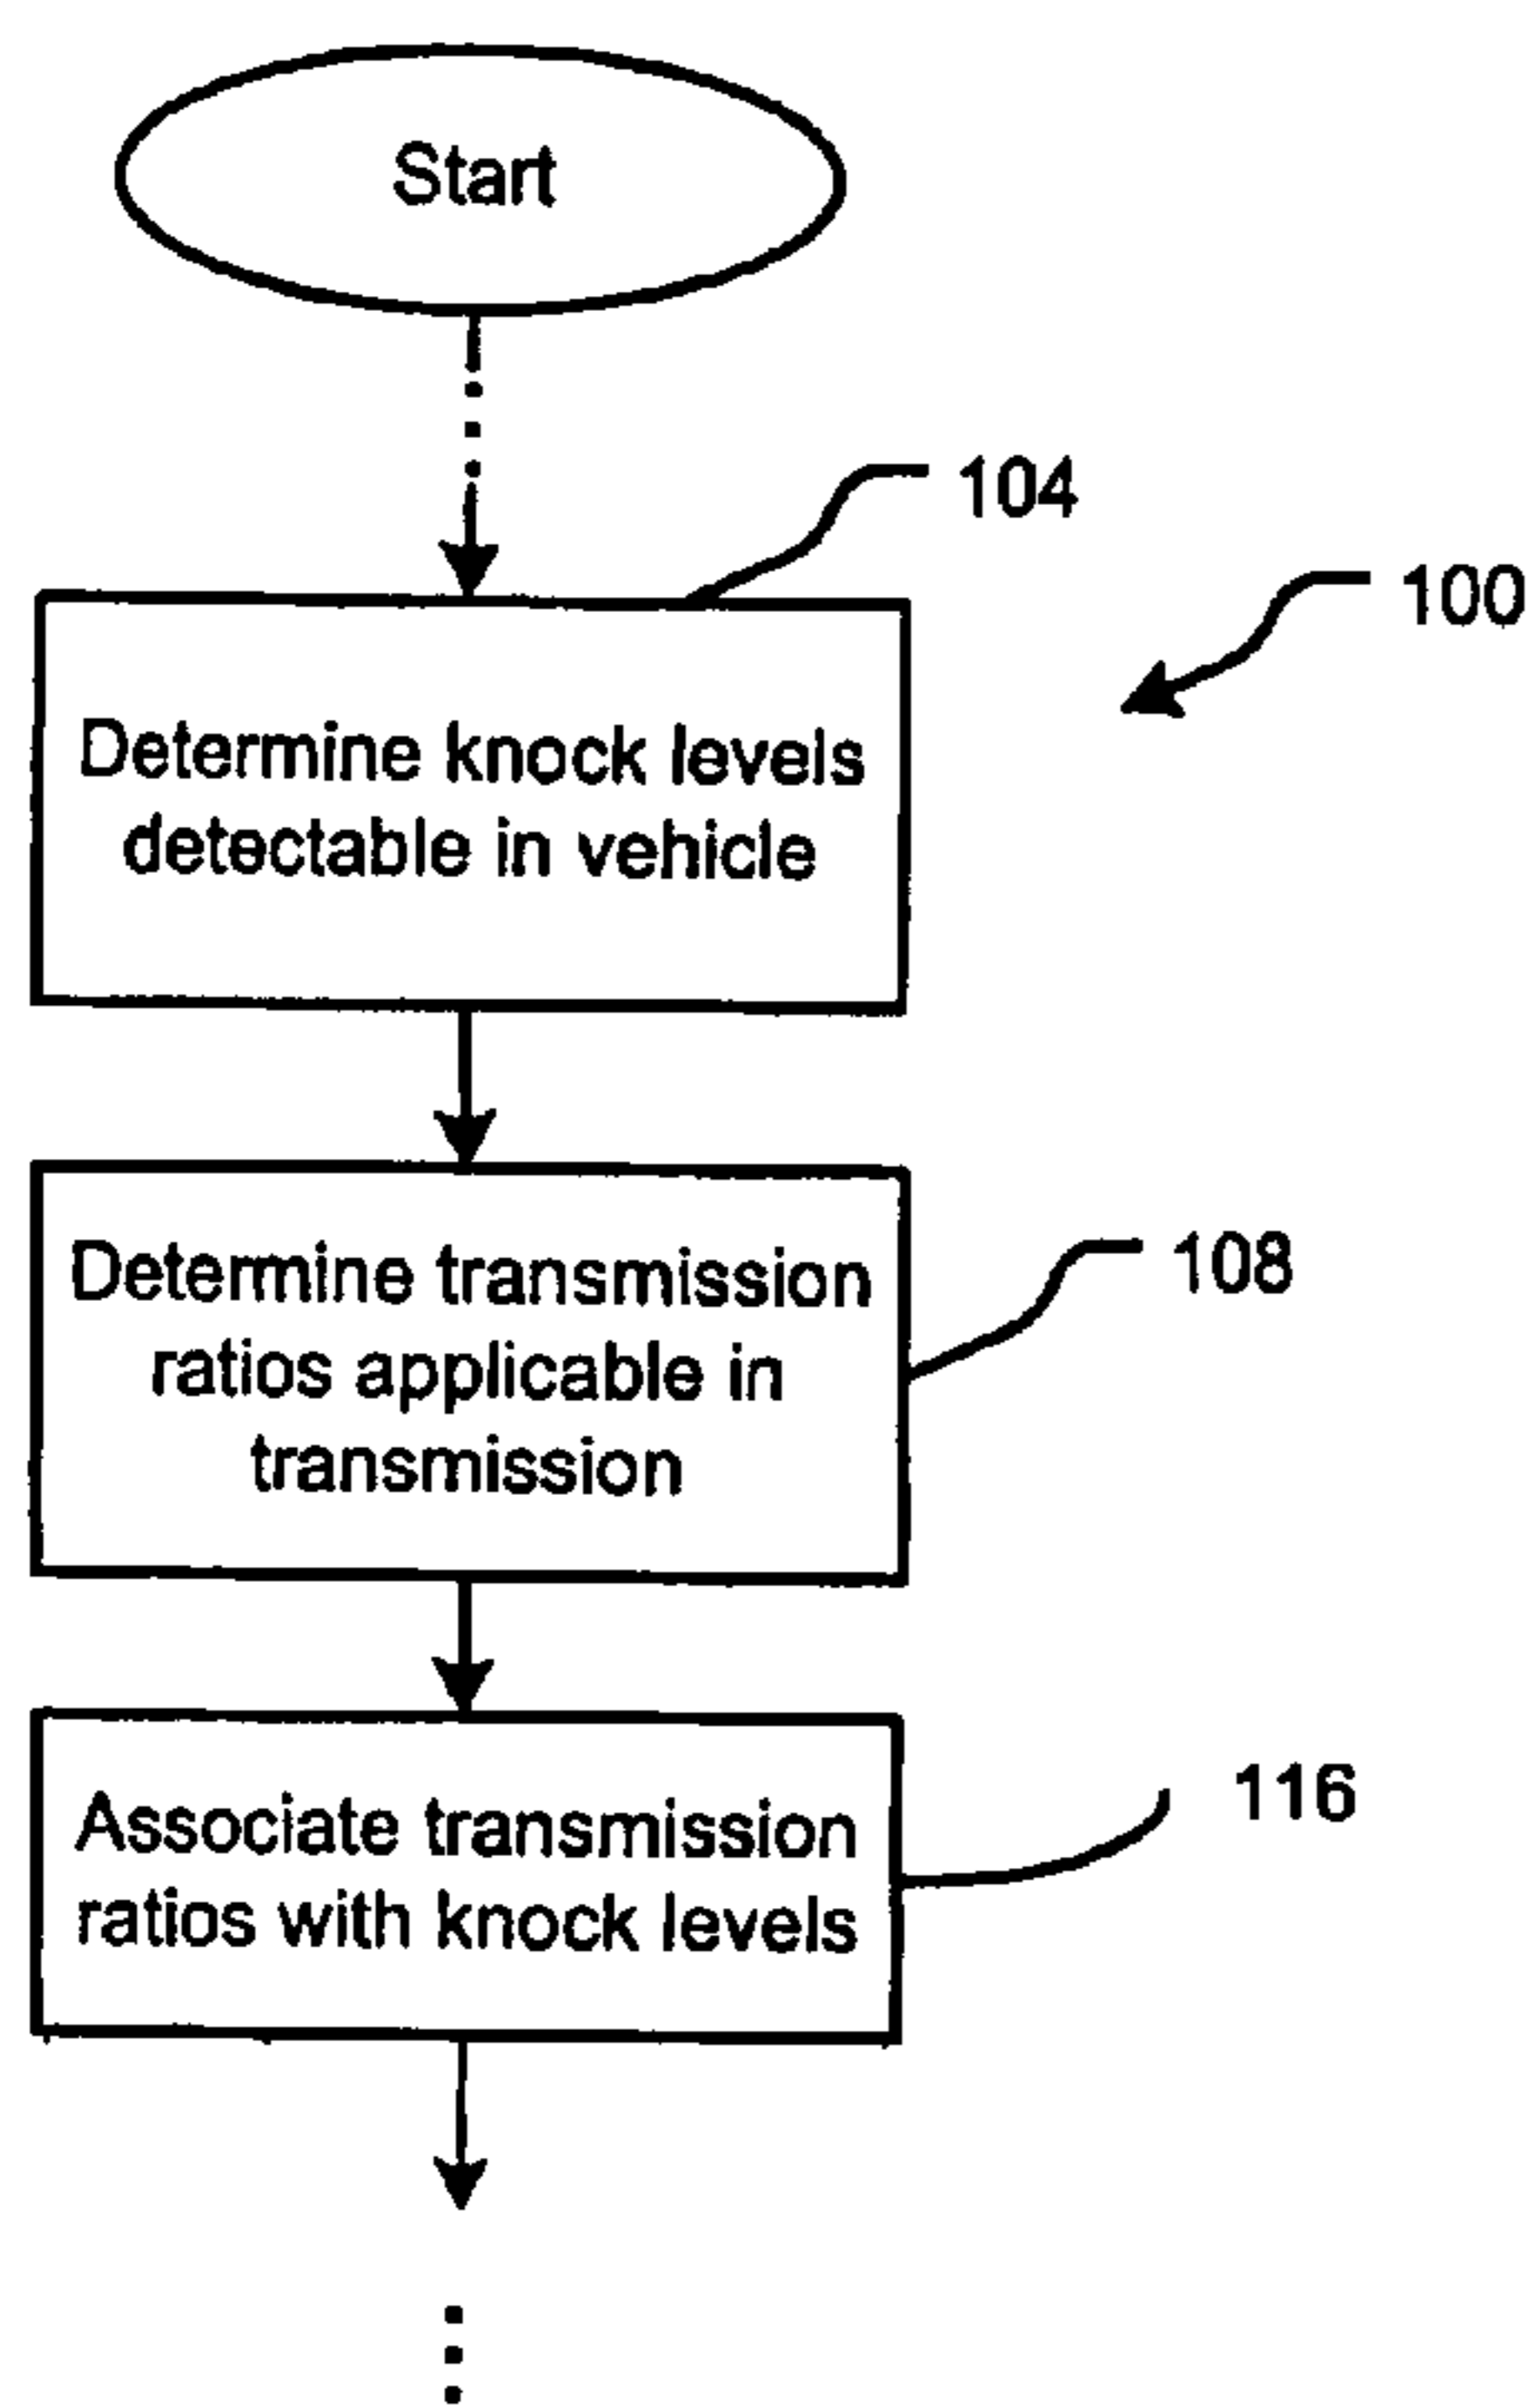 Start
104
100
Determine knock levels
detectable in vehicle
108
Determine transmission
ratios applicable in
transmission
116
Associate transmission
ratios with knock levels